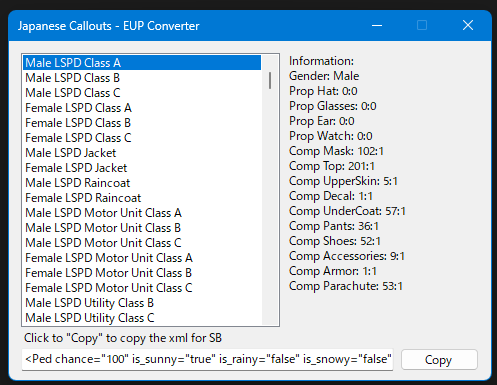 Japanese Callouts - EUP Converter
Male LSPD Class A
Male LSPD Class B
Male LSPD Class C
Female LSPD Class A
Female LSPD Class B
Female LSPD Class C
Male LSPD Jacket
Female LSPD Jacket
Male LSPD Raincoat
Female LSPD Raincoat
Male LSPD Motor Unit Class A
Male LSPD Motor Unit Class B
Male LSPD Motor Unit Class C
Female LSPD Motor Unit Class A
Female LSPD Motor Unit Class B
Female LSPD Motor Unit Class C
Male LSPD Utility Class B
Male LSPD Utility Class C
Information:
Gender: Male
Prop Hat: 0:0
Prop Glasses: 0:0
Prop Ear: 0:0
Prop Watch: 0:0
Comp Mask: 102:1
Comp Top: 201:1
Comp UpperSkin: 5:1
Comp Decal: 1:1
Comp UnderCoat: 57:1
Comp Pants: 36:1
Comp Shoes: 52:1
Comp Accessories: 9:1
Comp Armor: 1:1
Comp Parachute: 53:1
Click to "Copy" to copy the xml for SB
<Ped chance="100" is_sunny="true" is_rainy="false" is_snowy="false"
Copy